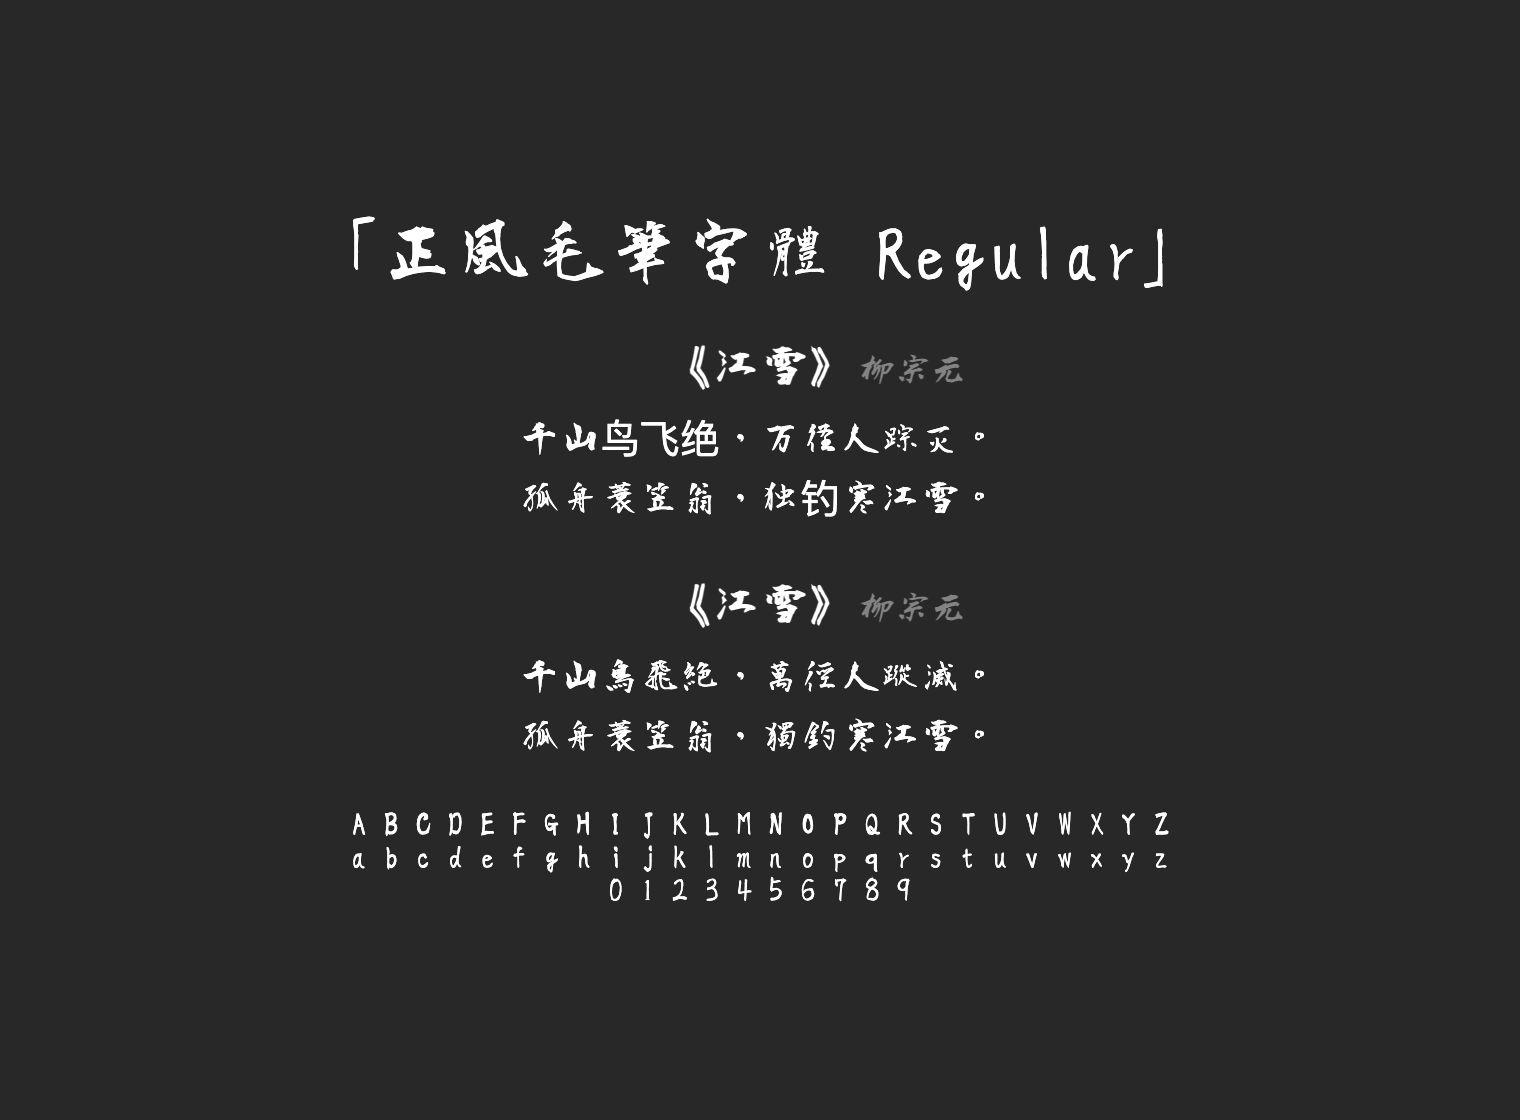 「正風毛筆字體 Regular」
《江雪》 柳宗元
千山鸟飞绝，万径人踪灭。
孤舟蓑笠翁，独钓寒江雪。
《江雪》 柳宗元
千山鳥飛絕，萬徑人蹤滅。
孤舟蓑笠翁，獨釣寒江雪。
A B C D E F G H I J K L M N O P Q R S T U V W X Y Z
a b c d e f g h i j k l m n o p q r s t u v w x y z
0 1 2 3 4 5 6 7 8 9